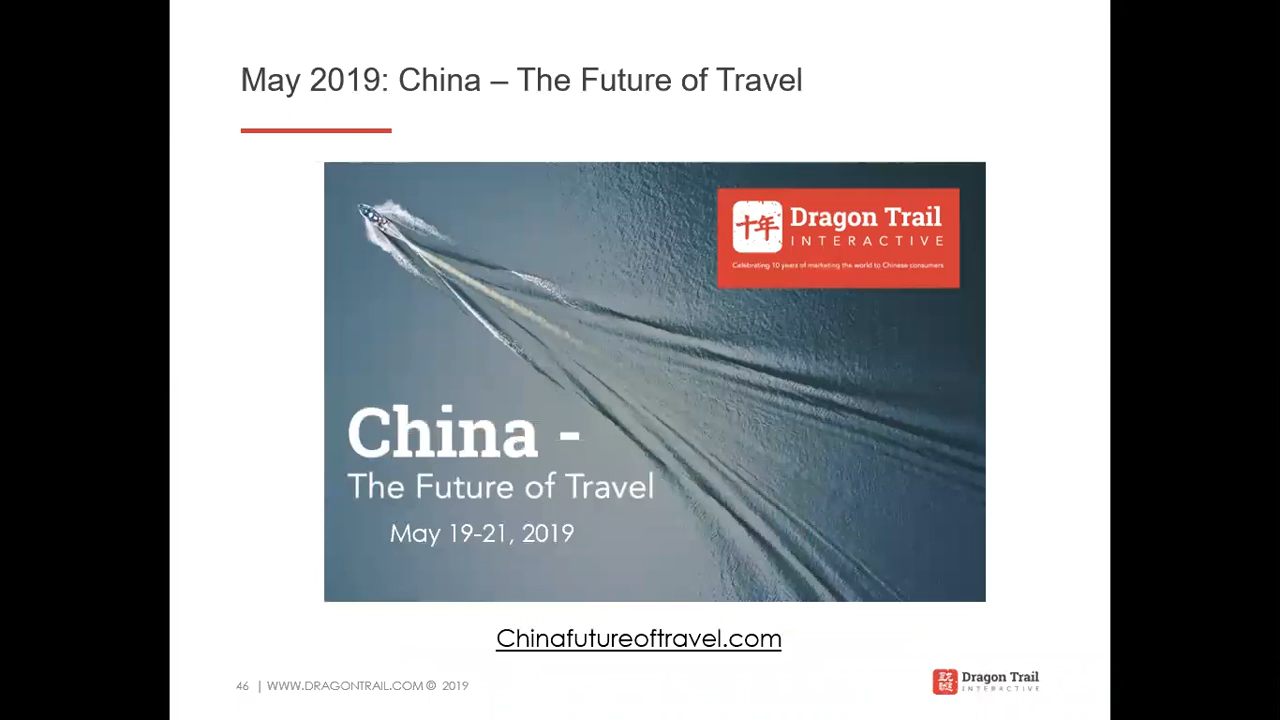 May 2019: China – The Future of Travel
十年
Dragon Trail
INTERACTIVE
Celebrating 10 years of marketing the world to Chinese consumers
China -
The Future of Travel
May 19-21, 2019
Chinafutureoftravel.com
46 | WWW.DRAGONTRAIL.COM © 2019
Dragon Trail
INTERACTIVE